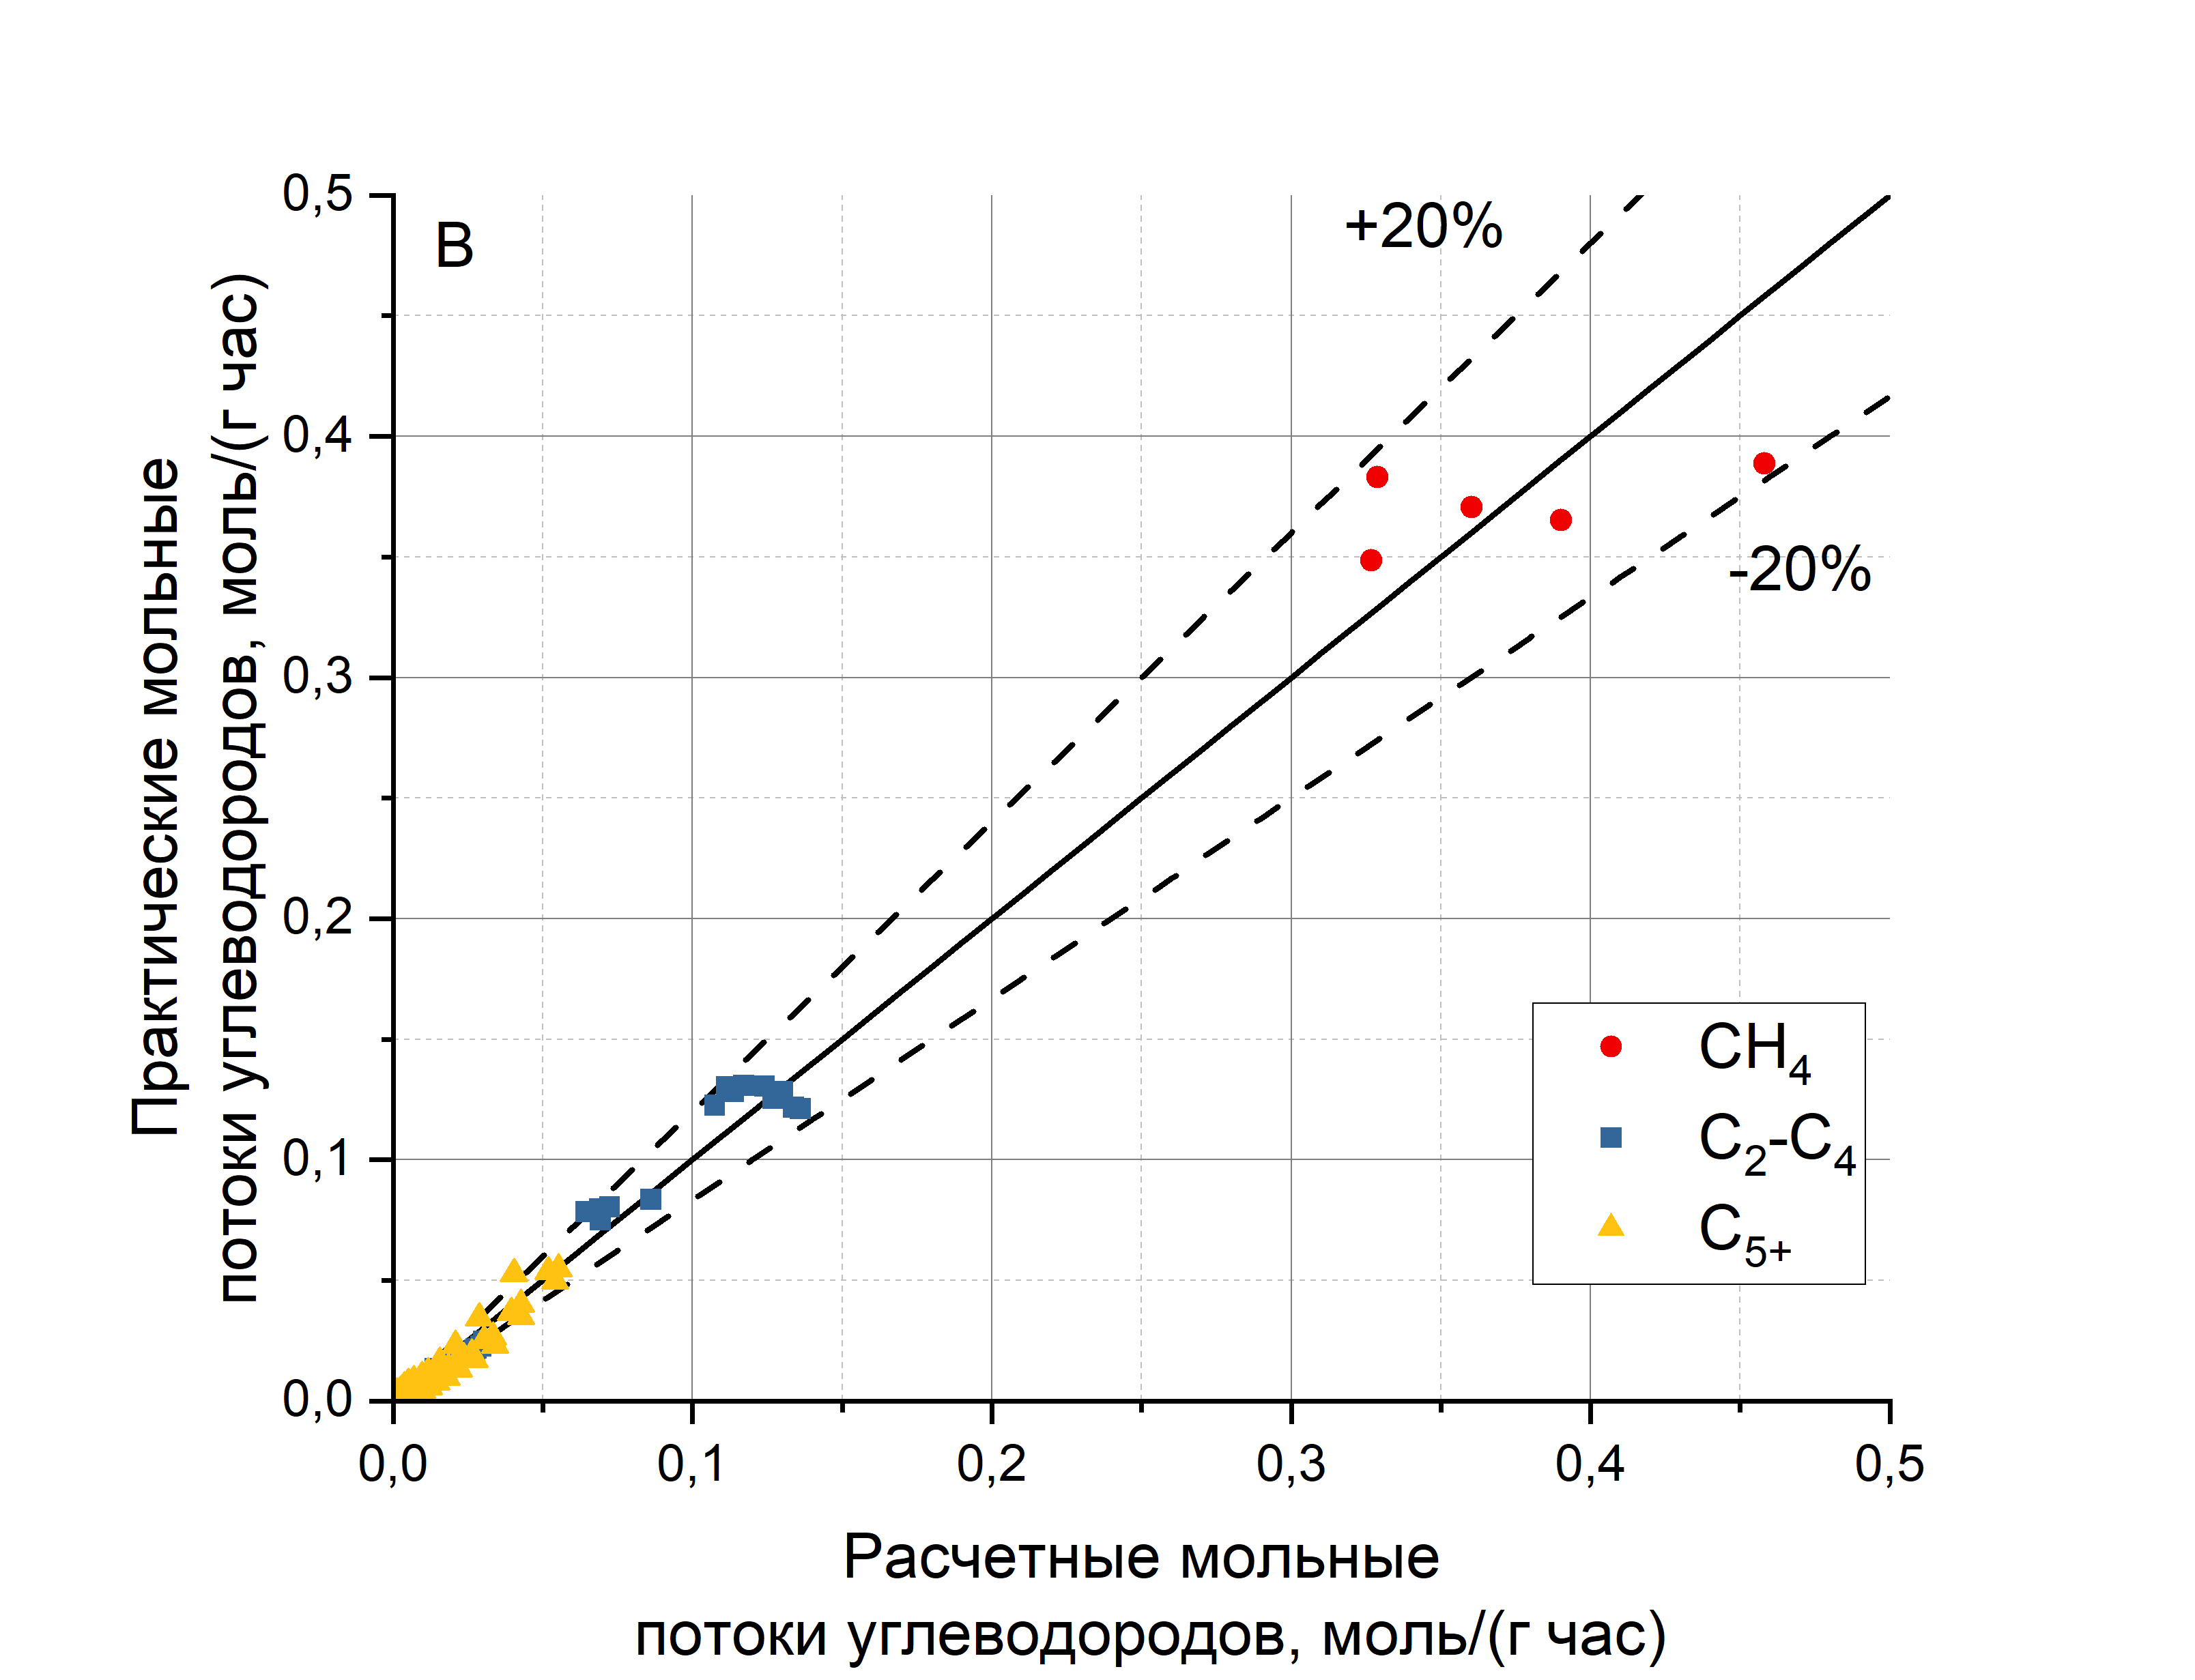 В
+20%
-20%
Практические мольные
потоки углеводородов, моль/(г час)
0,5
0,4
0,3
0,2
0,1
0,0
0,0 0,1 0,2 0,3 0,4 0,5
CH₄
C₂-C₄
C₅₊
Расчетные мольные
потоки углеводородов, моль/(г час)